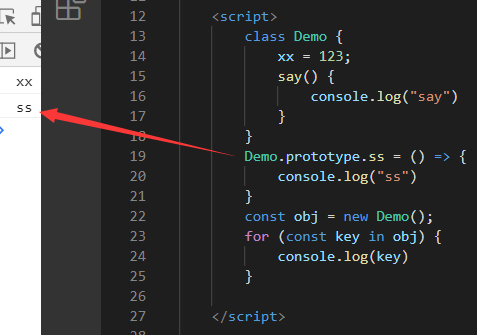 xx
ss
12 <script>
13 class Demo {
14 xx = 123;
15 say() {
16 console.log("say")
17 }
18 }
19 Demo.prototype.ss = () => {
20 console.log("ss")
21 }
22 const obj = new Demo();
23 for (const key in obj) {
24 console.log(key)
25 }
26
27 </script>